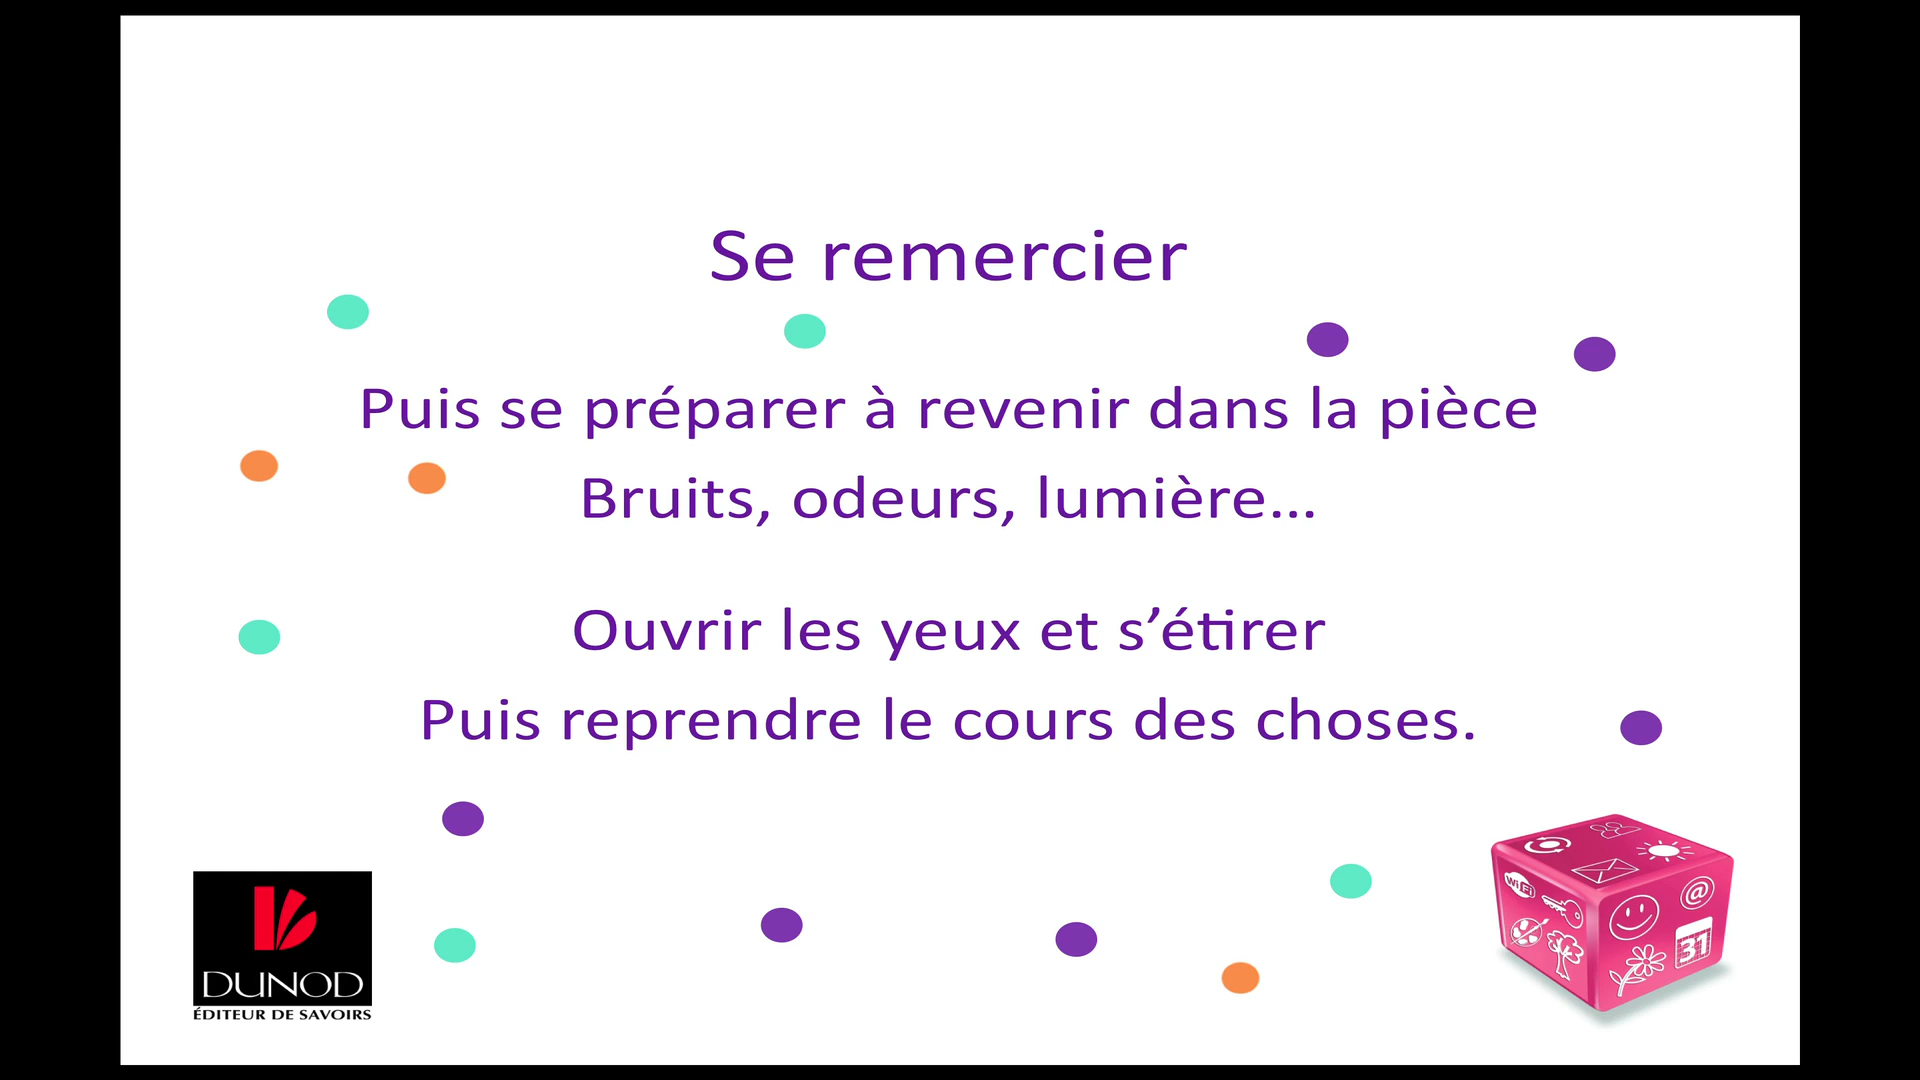 Se remercier
Puis se préparer à revenir dans la pièce
Bruits, odeurs, lumière...
Ouvrir les yeux et s’étirer
Puis reprendre le cours des choses.
DUNOD
ÉDITEUR DE SAVOIRS
WiFi
@
31